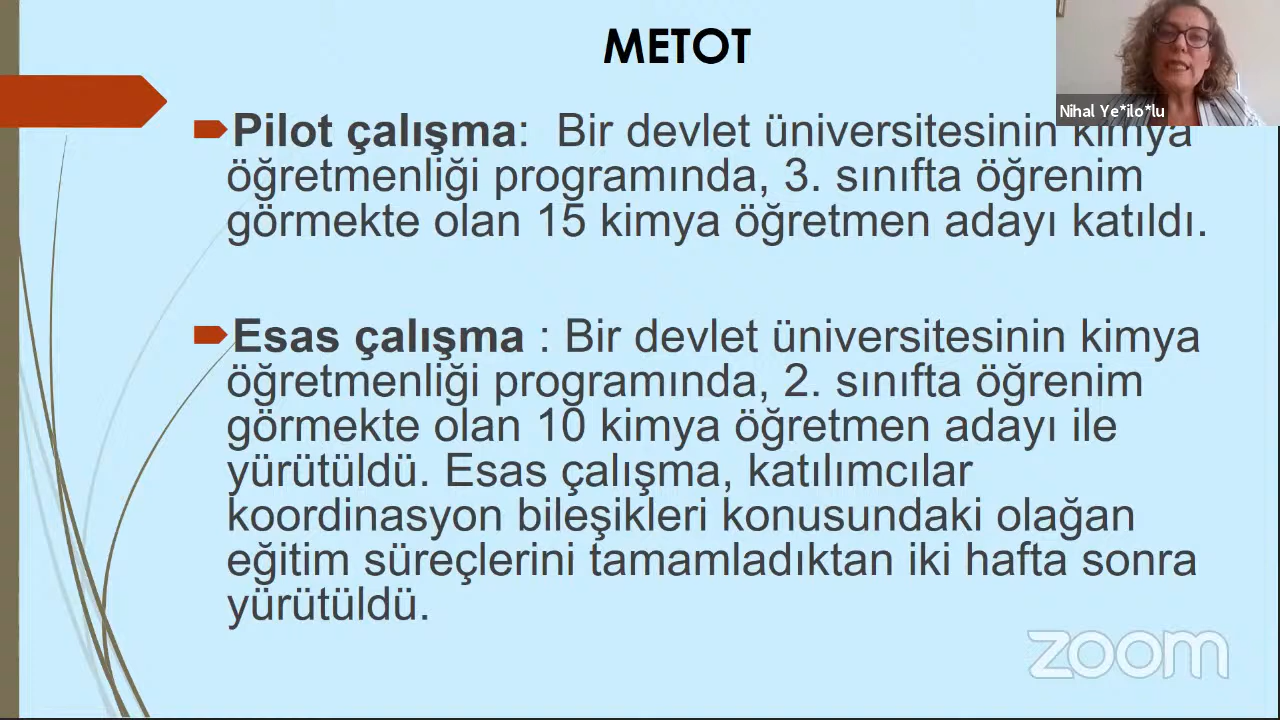 METOT
Nihal Ye*ilo*lu
Pilot çalışma:  Bir devlet üniversitesinin kimya
öğretmenliği programında, 3. sınıfta öğrenim
görmekte olan 15 kimya öğretmen adayı katıldı.
Esas çalışma : Bir devlet üniversitesinin kimya
öğretmenliği programında, 2. sınıfta öğrenim
görmekte olan 10 kimya öğretmen adayı ile
yürütüldü. Esas çalışma, katılımcılar
koordinasyon bileşikleri konusundaki olağan
eğitim süreçlerini tamamladıktan iki hafta sonra
yürütüldü.
zoom